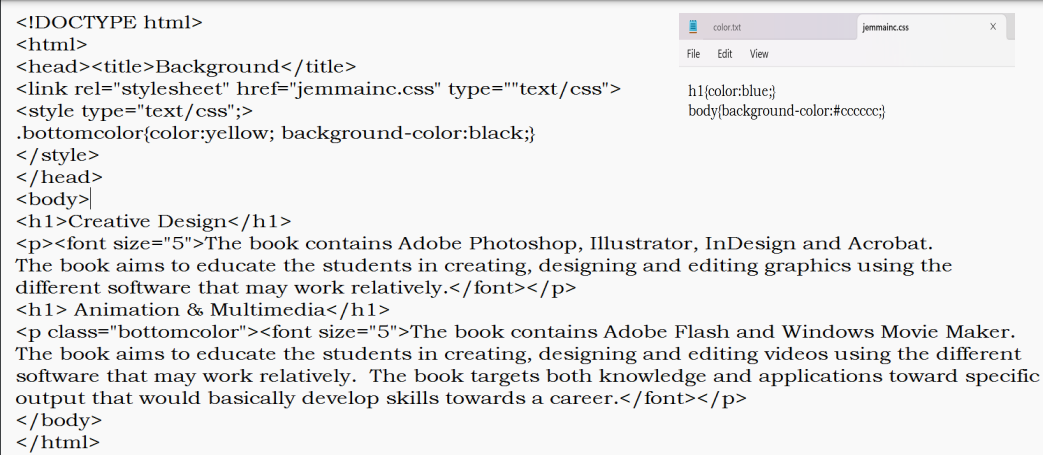 <!DOCTYPE html>
<html>
<head><title>Background</title>
<link rel="stylesheet" href="jemmainc.css" type=""text/css">
<style type="text/css";>
.bottomcolor{color:yellow; background-color:black;}
</style>
</head>
<body>
<h1>Creative Design</h1>
<p><font size="5">The book contains Adobe Photoshop, Illustrator, InDesign and Acrobat.
The book aims to educate the students in creating, designing and editing graphics using the
different software that may work relatively.</font></p>
<h1> Animation & Multimedia</h1>
<p class="bottomcolor"><font size="5">The book contains Adobe Flash and Windows Movie Maker.
The book aims to educate the students in creating, designing and editing videos using the different
software that may work relatively.  The book targets both knowledge and applications toward specific
output that would basically develop skills towards a career.</font></p>
</body>
</html>
color.txt jemmainc.css X
File Edit View
h1{color:blue;}
body{background-color:#cccccc;}